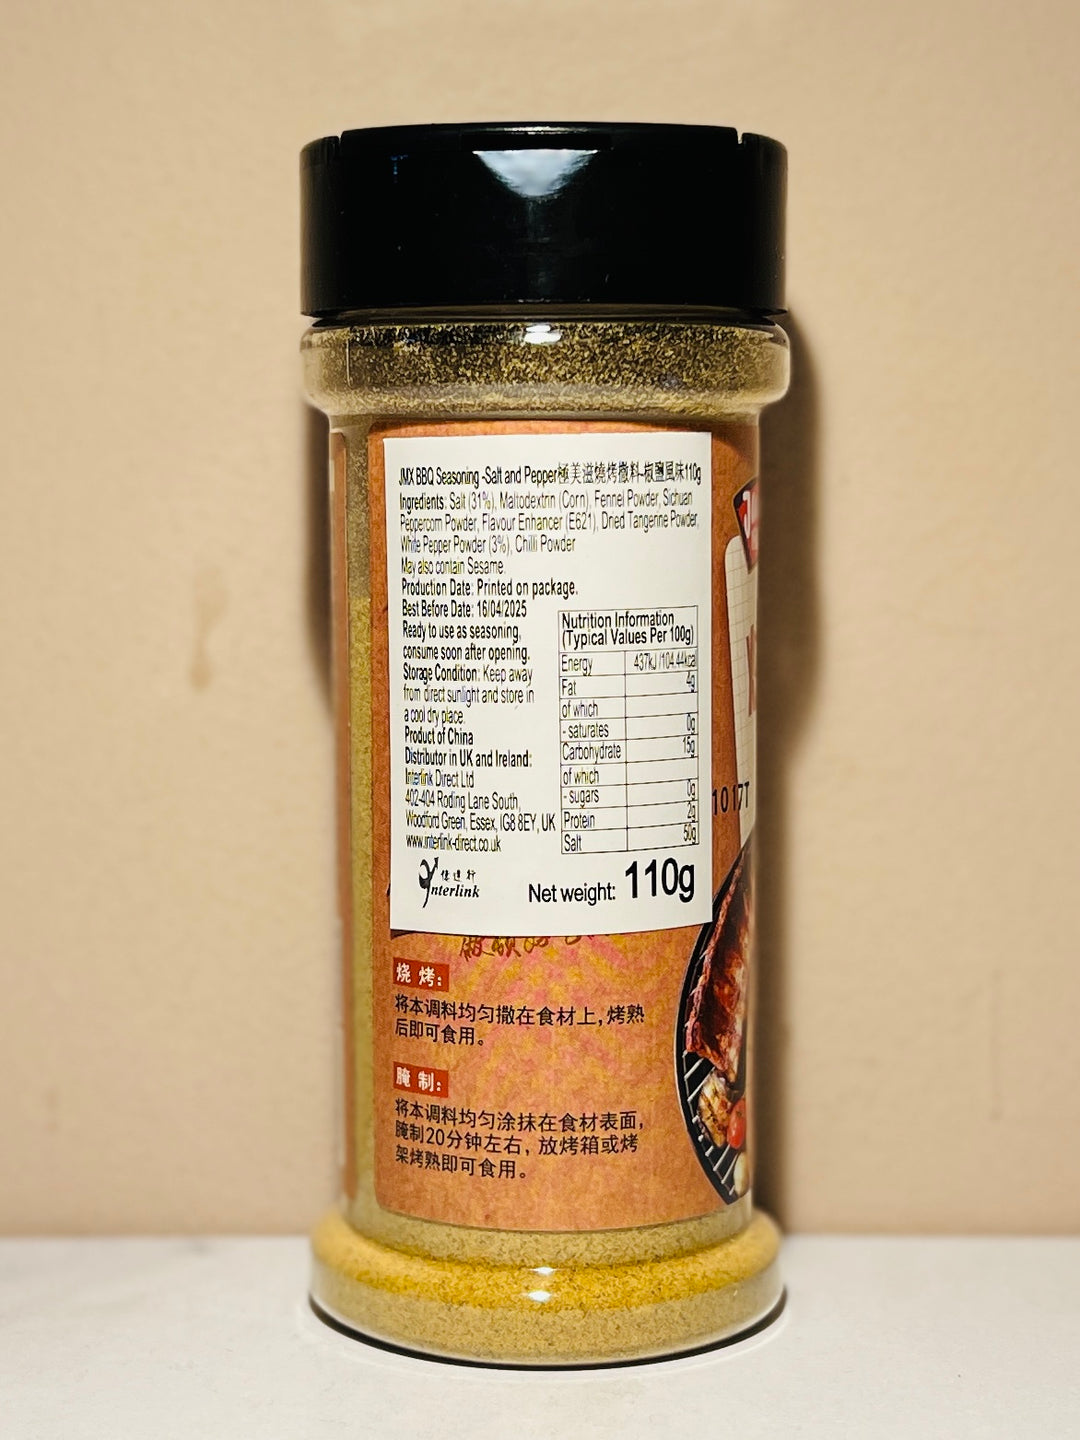 JMX BBQ Seasoning -Salt and Pepper極美滋燒烤撒料-椒鹽風味110g
Ingredients: Salt (31%), Maltodextrin (Corn), Fennel Powder, Sichuan
Peppercorn Powder, Flavour Enhancer (E621), Dried Tangerine Powder,
White Pepper Powder (3%), Chilli Powder
May also contain Sesame.
Production Date: Printed on package.
Best Before Date: 16/04/2025
Ready to use as seasoning,
consume soon after opening.
Storage Condition: Keep away
from direct sunlight and store in
a cool dry place.
Product of China
Distributor in UK and Ireland:
Interlink Direct Ltd
402-404 Roding Lane South,
Woodford Green, Essex, IG8 8EY, UK
www.interlink-direct.co.uk
Nutrition Information
(Typical Values Per 100g)
Energy 437kJ /104.44kcal
Fat 4g
of which
- saturates 0g
Carbohydrate 15g
of which
- sugars 0g
Protein 2g
Salt 50g
億進行
Interlink
Net weight: 110g
1017T
烧烤:
将本调料均匀撒在食材上,烤熟
后即可食用。
腌制:
将本调料均匀涂抹在食材表面,
腌制20分钟左右,放烤箱或烤
架烤熟即可食用。